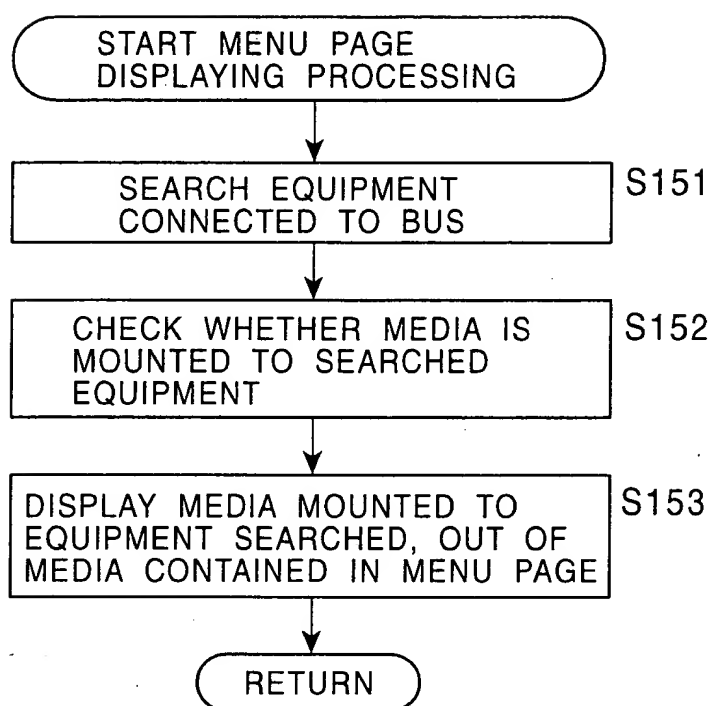 START MENU PAGE
DISPLAYING PROCESSING
SEARCH EQUIPMENT
CONNECTED TO BUS
S151
CHECK WHETHER MEDIA IS
MOUNTED TO SEARCHED
EQUIPMENT
S152
DISPLAY MEDIA MOUNTED TO
EQUIPMENT SEARCHED, OUT OF
MEDIA CONTAINED IN MENU PAGE
S153
RETURN